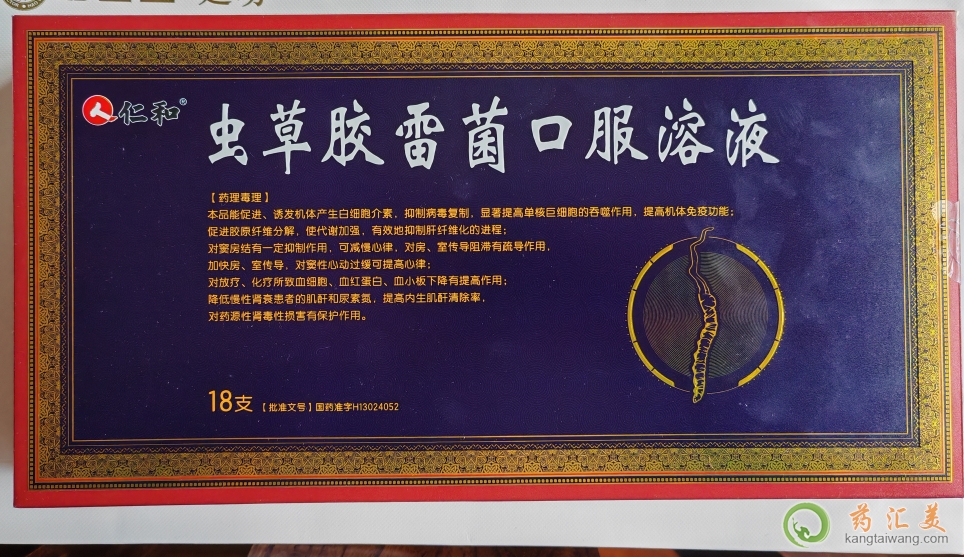 仁和®
虫草胶雷菌口服溶液
【药理毒理】
本品能促进、诱发机体产生白细胞介素，抑制病毒复制，显著提高单核巨细胞的吞噬作用，提高机体免疫功能；
促进胶原纤维分解，使代谢加强，有效地抑制肝纤维化的进程；
对窦房结有一定抑制作用，可减慢心律，对房、室传导阻滞有疏导作用，
加快房、室传导，对窦性心动过缓可提高心律；
对放疗、化疗所致血细胞、血红蛋白、血小板下降有提高作用；
降低慢性肾衰患者的肌酐和尿素氮，提高内生肌酐清除率，
对药源性肾毒性损害有保护作用。
18支 【批准文号】国药准字H13024052
药汇美
kangtaiwang.com